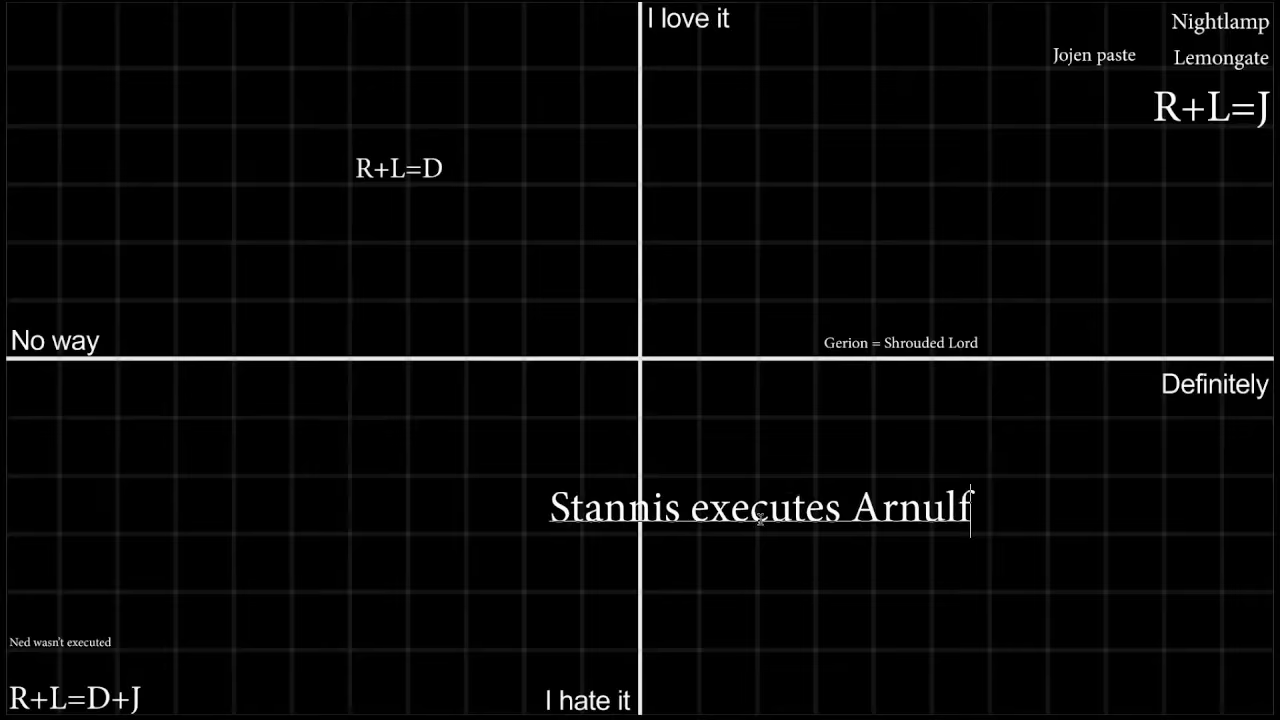 I love it
Nightlamp
Jojen paste
Lemongate
R+L=J
R+L=D
No way
Gerion = Shrouded Lord
Definitely
Stannis executes Arnulf
Ned wasn't executed
R+L=D+J
I hate it